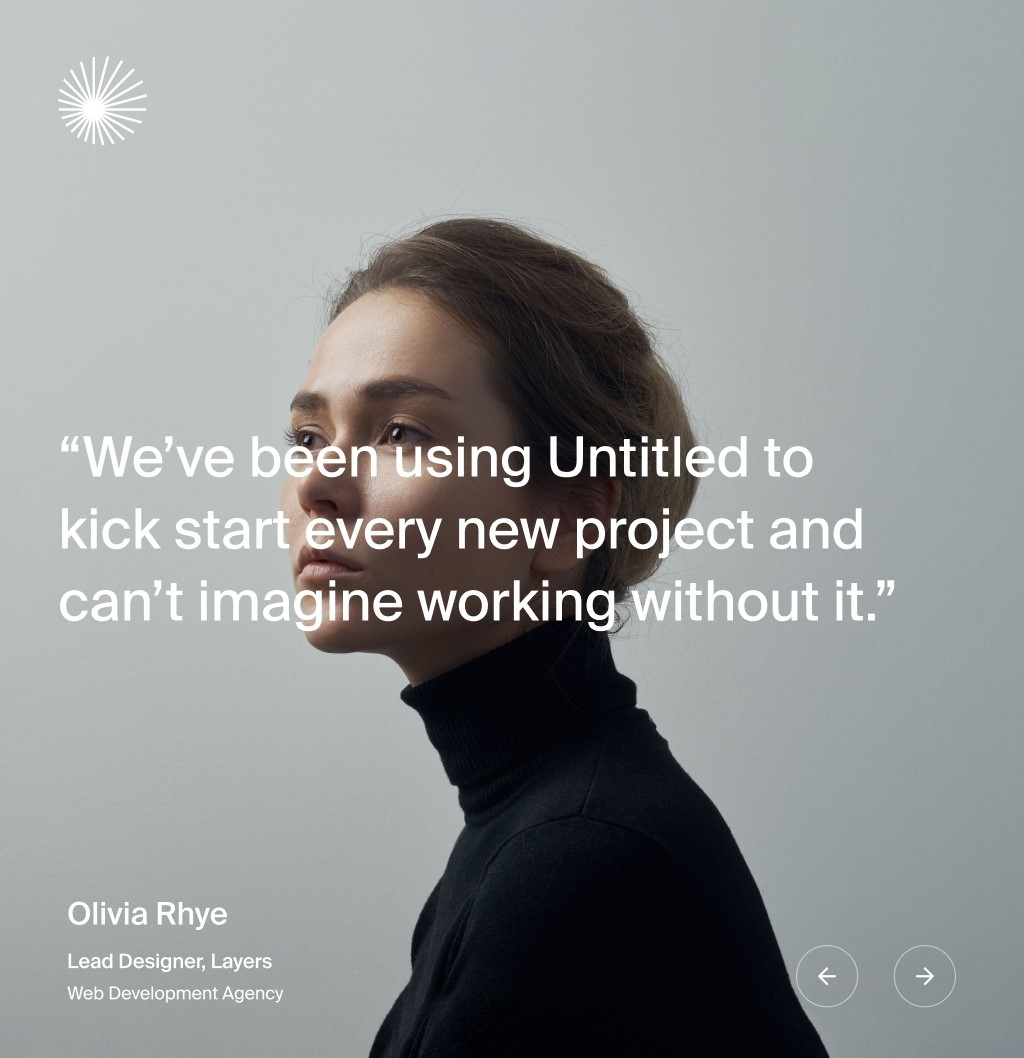 “We’ve been using Untitled to
kick start every new project and
can’t imagine working without it.”
Olivia Rhye
Lead Designer, Layers
Web Development Agency